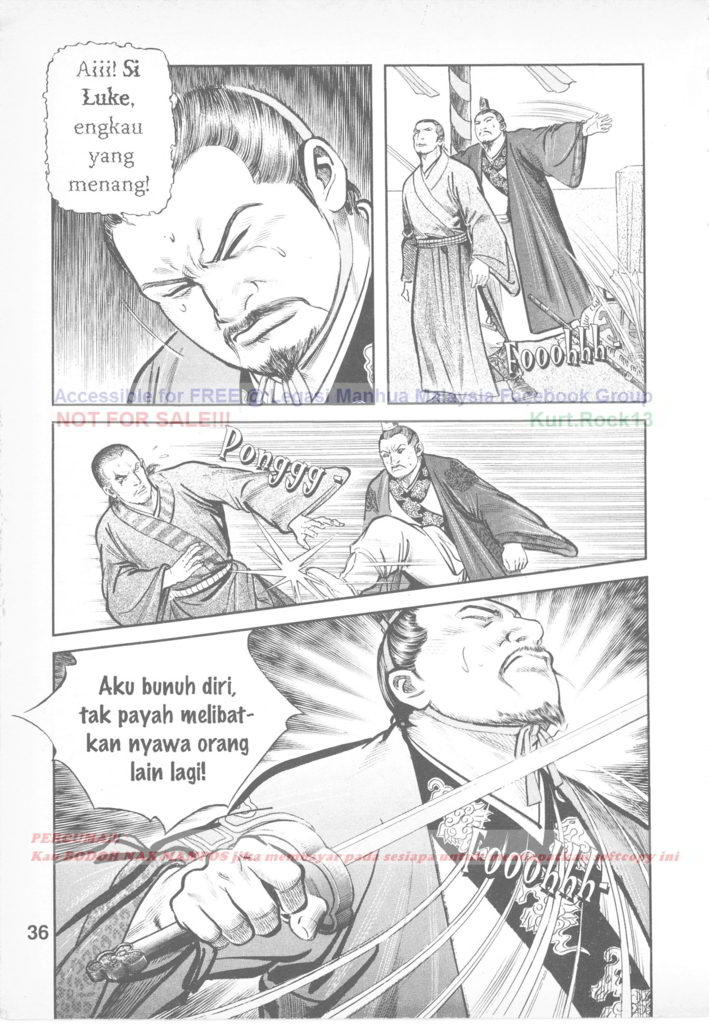 Aiii! Si
Luke,
engkau
yang
menang!
Fooohhh-
Accessible for FREE @ Legasi Manhua Malaysia Facebook Group
NOT FOR SALE!!!
Kurt.Rock13
Ponggg-
Aku bunuh diri,
tak payah melibat-
kan nyawa orang
lain lagi!
PERCUMA!!!
Kau BODOH NAK MAMPOS jika membayar pada sesiapa untuk softcopy ini
Fooohhh-
36